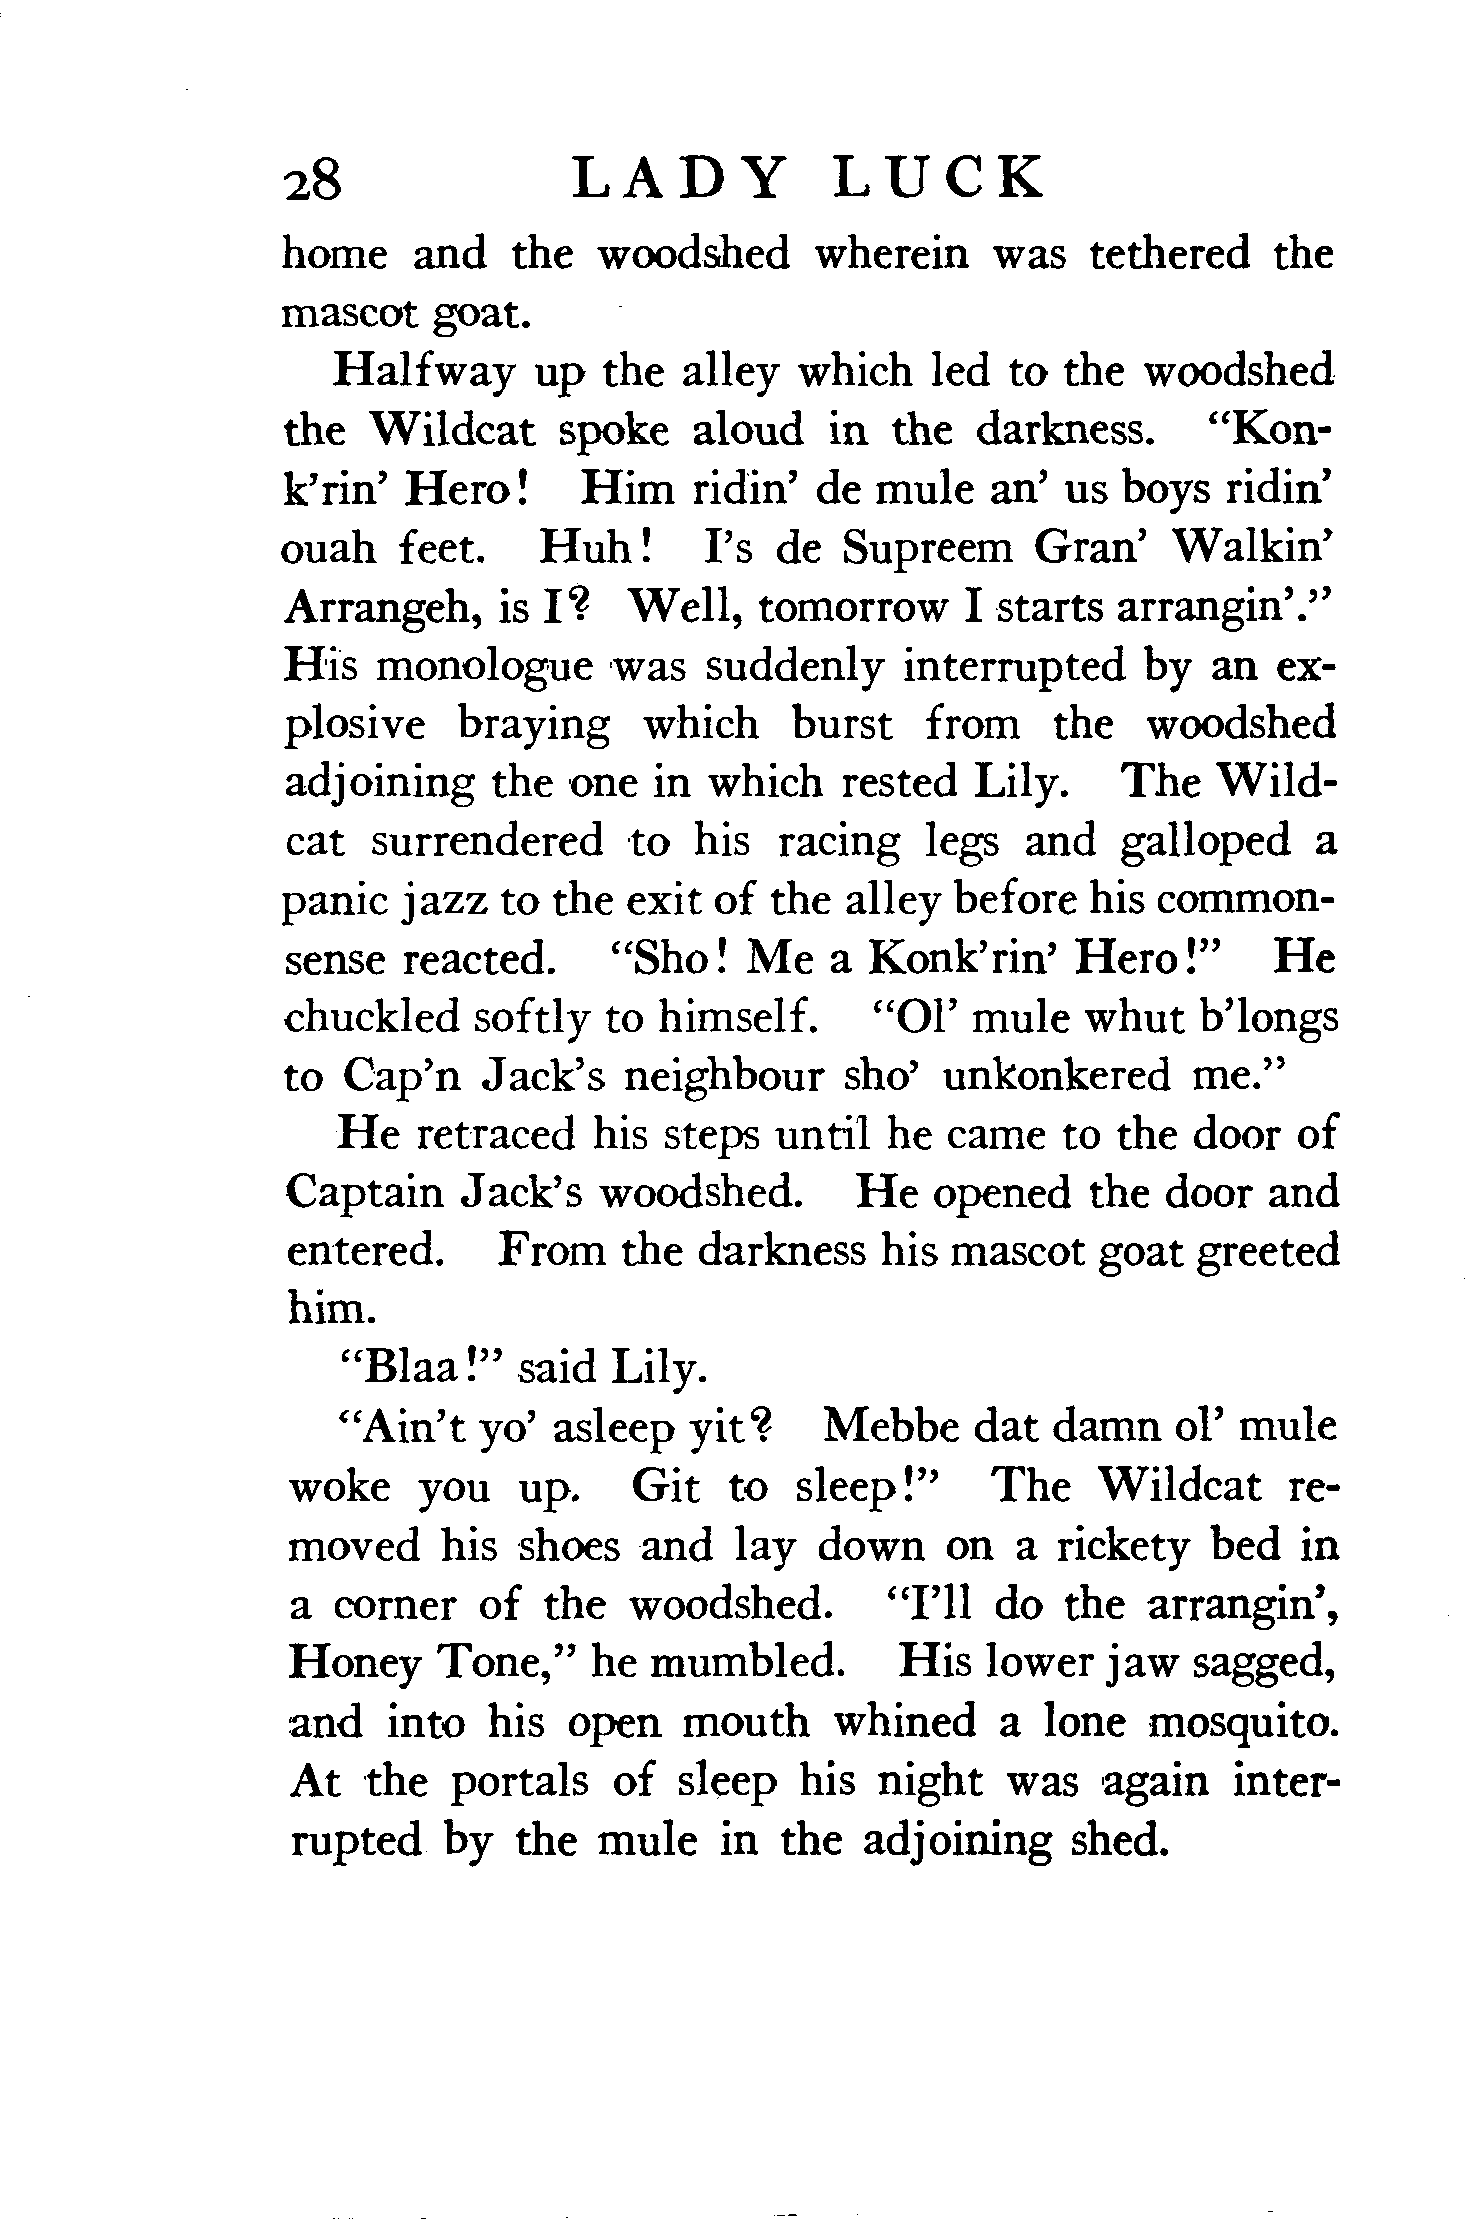 28 LADY LUCK
home and the woodshed wherein was tethered the
mascot goat.
Halfway up the alley which led to the woodshed
the Wildcat spoke aloud in the darkness. “Kon-
k’rin’ Hero! Him ridin’ de mule an’ us boys ridin’
ouah feet. Huh! I’s de Supreem Gran’ Walkin’
Arrangeh, is I? Well, tomorrow I starts arrangin’.”
His monologue was suddenly interrupted by an ex-
plosive braying which burst from the woodshed
adjoining the one in which rested Lily. The Wild-
cat surrendered to his racing legs and galloped a
panic jazz to the exit of the alley before his common-
sense reacted. “Sho! Me a Konk’rin’ Hero!” He
chuckled softly to himself. “Ol’ mule whut b’longs
to Cap’n Jack’s neighbour sho’ unkonkered me.”
He retraced his steps until he came to the door of
Captain Jack’s woodshed. He opened the door and
entered. From the darkness his mascot goat greeted
him.
“Blaa!” said Lily.
“Ain’t yo’ asleep yit? Mebbe dat damn ol’ mule
woke you up. Git to sleep!” The Wildcat re-
moved his shoes and lay down on a rickety bed in
a corner of the woodshed. “I’ll do the arrangin’,
Honey Tone,” he mumbled. His lower jaw sagged,
and into his open mouth whined a lone mosquito.
At the portals of sleep his night was again inter-
rupted by the mule in the adjoining shed.